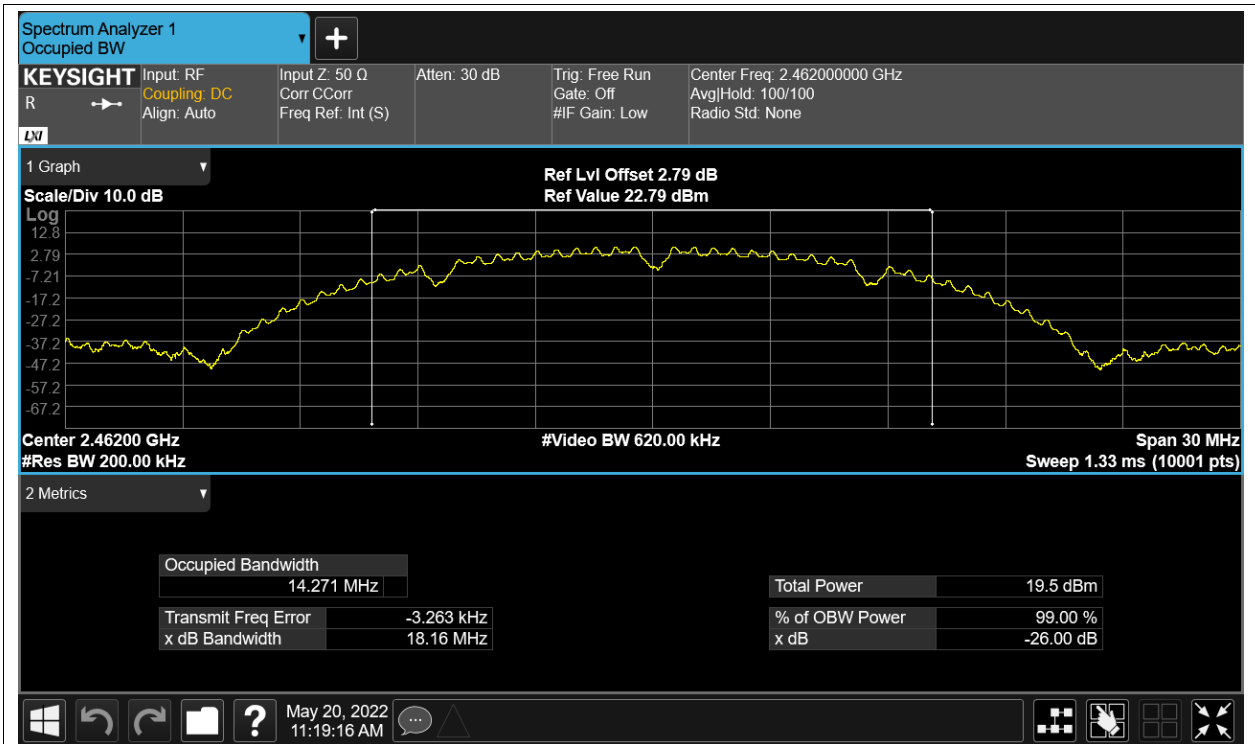 Spectrum Analyzer 1
Occupied BW
KEYSIGHT
R
LXI
Input: RF
Coupling: DC
Align: Auto
Input Z: 50 Ω
Corr CCorr
Freq Ref: Int (S)
Atten: 30 dB
Trig: Free Run
Gate: Off
#IF Gain: Low
Center Freq: 2.462000000 GHz
Avg|Hold: 100/100
Radio Std: None
1 Graph
Scale/Div 10.0 dB
Ref Lvl Offset 2.79 dB
Ref Value 22.79 dBm
Log
12.8
2.79
-7.21
-17.2
-27.2
-37.2
-47.2
-57.2
-67.2
Center 2.46200 GHz
#Video BW 620.00 kHz
Span 30 MHz
#Res BW 200.00 kHz
Sweep 1.33 ms (10001 pts)
2 Metrics
Occupied Bandwidth
14.271 MHz
Total Power 19.5 dBm
Transmit Freq Error -3.263 kHz
% of OBW Power 99.00 %
x dB Bandwidth 18.16 MHz
x dB -26.00 dB
?
May 20, 2022
11:19:16 AM